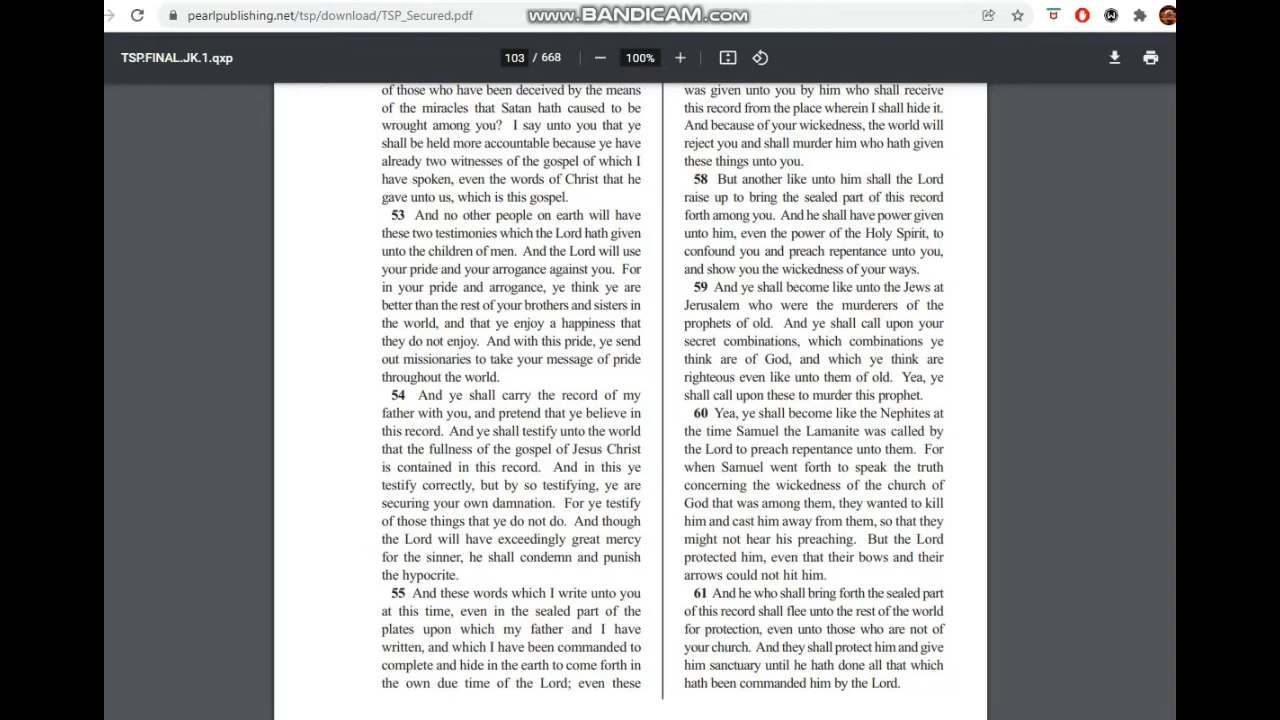 pearlpublishing.net/tsp/download/TSP_Secured.pdf
www.BANDICAM.com
TSP.FINAL.JK.1.qxp
103 / 668
100%
of those who have been deceived by the means
of the miracles that Satan hath caused to be
wrought among you? I say unto you that ye
shall be held more accountable because ye have
already two witnesses of the gospel of which I
have spoken, even the words of Christ that he
gave unto us, which is this gospel.
53 And no other people on earth will have
these two testimonies which the Lord hath given
unto the children of men. And the Lord will use
your pride and your arrogance against you. For
in your pride and arrogance, ye think ye are
better than the rest of your brothers and sisters in
the world, and that ye enjoy a happiness that
they do not enjoy. And with this pride, ye send
out missionaries to take your message of pride
throughout the world.
54 And ye shall carry the record of my
father with you, and pretend that ye believe in
this record. And ye shall testify unto the world
that the fullness of the gospel of Jesus Christ
is contained in this record. And in this ye
testify correctly, but by so testifying, ye are
securing your own damnation. For ye testify
of those things that ye do not do. And though
the Lord will have exceedingly great mercy
for the sinner, he shall condemn and punish
the hypocrite.
55 And these words which I write unto you
at this time, even in the sealed part of the
plates upon which my father and I have
written, and which I have been commanded to
complete and hide in the earth to come forth in
the own due time of the Lord; even these
was given unto you by him who shall receive
this record from the place wherein I shall hide it.
And because of your wickedness, the world will
reject you and shall murder him who hath given
these things unto you.
58 But another like unto him shall the Lord
raise up to bring the sealed part of this record
forth among you. And he shall have power given
unto him, even the power of the Holy Spirit, to
confound you and preach repentance unto you,
and show you the wickedness of your ways.
59 And ye shall become like unto the Jews at
Jerusalem who were the murderers of the
prophets of old. And ye shall call upon your
secret combinations, which combinations ye
think are of God, and which ye think are
righteous even like unto them of old. Yea, ye
shall call upon these to murder this prophet.
60 Yea, ye shall become like the Nephites at
the time Samuel the Lamanite was called by
the Lord to preach repentance unto them. For
when Samuel went forth to speak the truth
concerning the wickedness of the church of
God that was among them, they wanted to kill
him and cast him away from them, so that they
might not hear his preaching. But the Lord
protected him, even that their bows and their
arrows could not hit him.
61 And he who shall bring forth the sealed part
of this record shall flee unto the rest of the world
for protection, even unto those who are not of
your church. And they shall protect him and give
him sanctuary until he hath done all that which
hath been commanded him by the Lord.